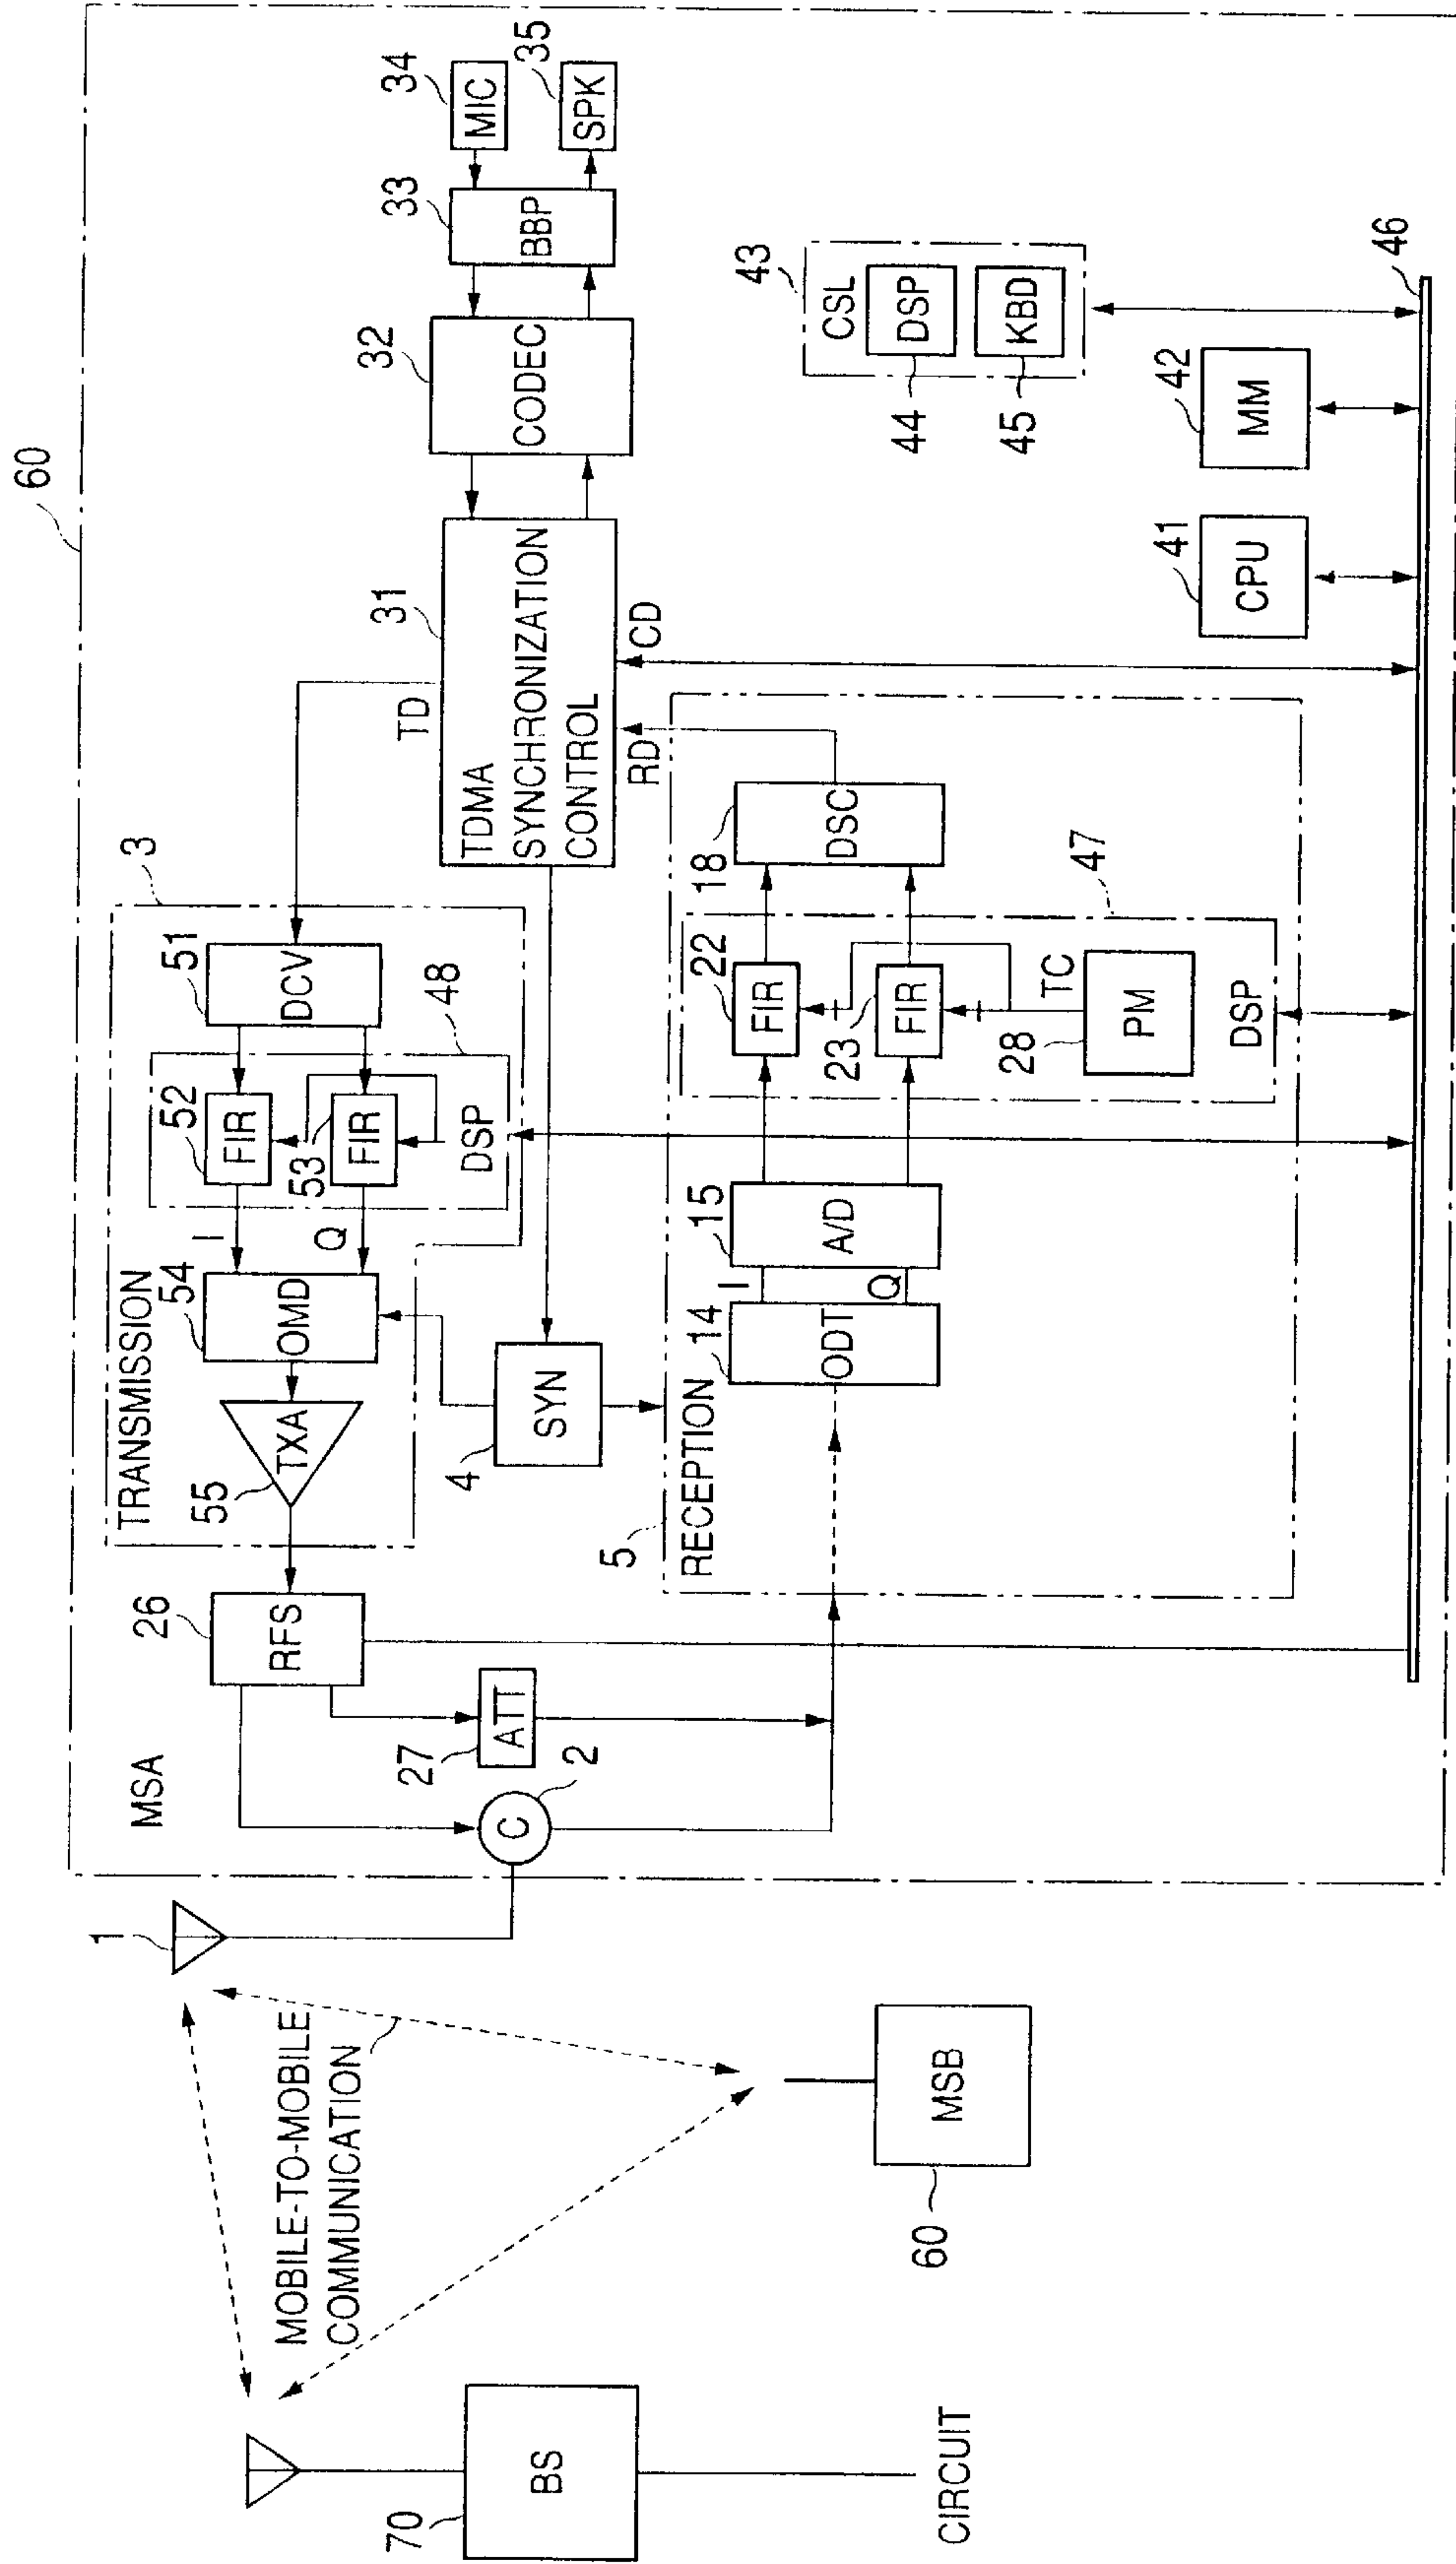 60
MSA
1
2
C
26
RFS
27
ATT
TRANSMISSION
3
55
TXA
54
OMD
I
Q
52
FIR
53
FIR
DSP
48
51
DCV
TD
31
TDMA
SYNCHRONIZATION
CONTROL
RD
CD
32
CODEC
33
BBP
34
MIC
35
SPK
4
SYN
5
RECEPTION
14
ODT
I
Q
15
A/D
22
FIR
23
FIR
28
TC
PM
DSP
47
18
DSC
41
CPU
42
MM
43
CSL
DSP
44
KBD
45
46
MOBILE-TO-MOBILE
COMMUNICATION
70
BS
CIRCUIT
MSB
60